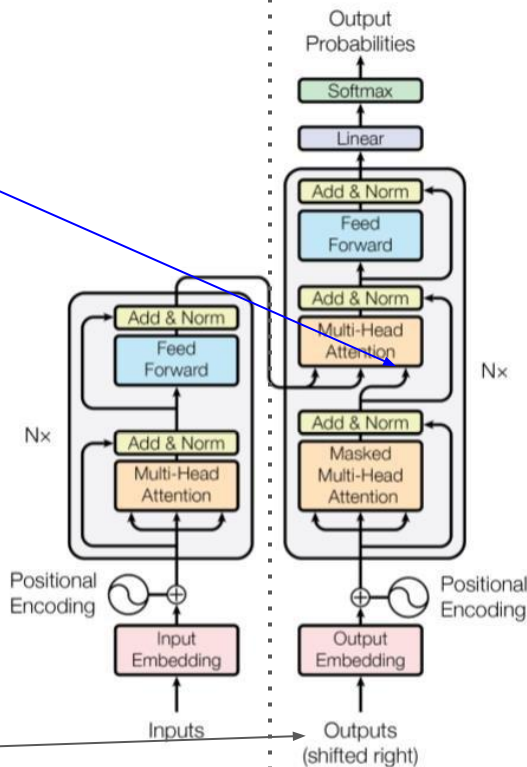 Output
Probabilities
Softmax
Linear
Add & Norm
Feed
Forward
Add & Norm
Multi-Head
Attention
Nx
Add & Norm
Masked
Multi-Head
Attention
Positional
Encoding
Output
Embedding
Outputs
(shifted right)
Add & Norm
Feed
Forward
Nx
Add & Norm
Multi-Head
Attention
Positional
Encoding
Input
Embedding
Inputs